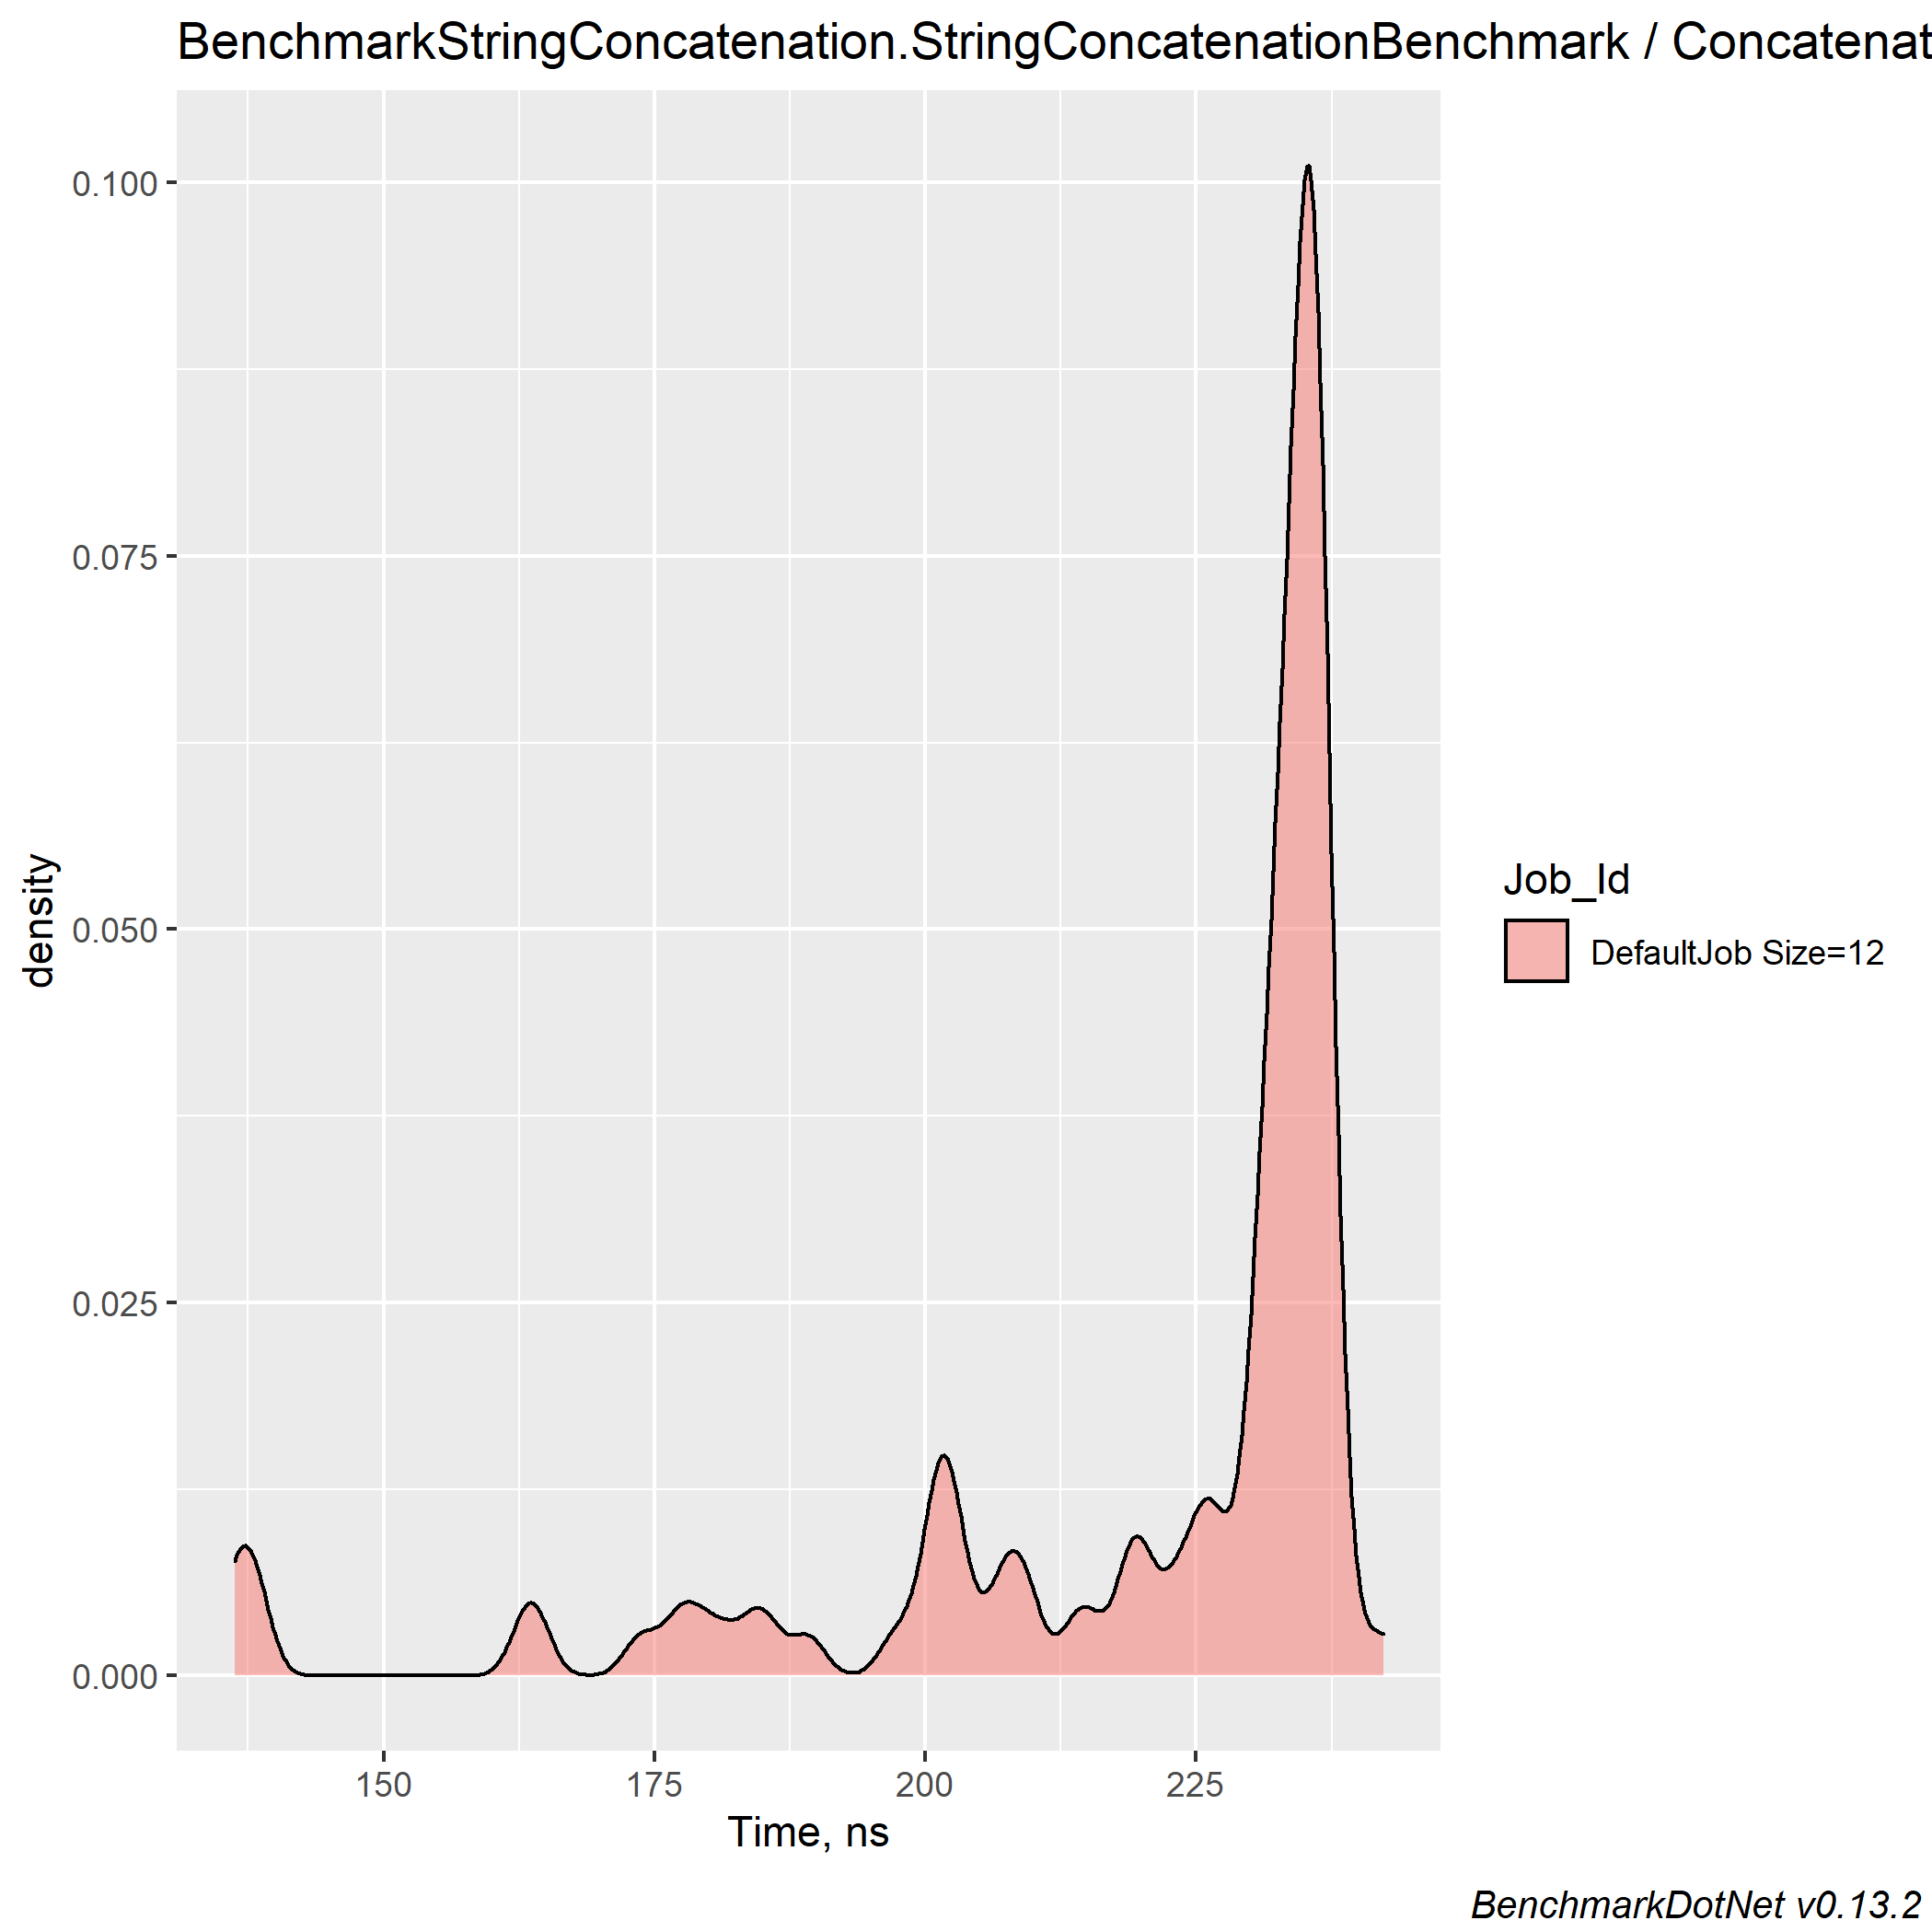 BenchmarkStringConcatenation.StringConcatenationBenchmark / Concatenat
0.100
0.075
0.050
0.025
0.000
density
150 175 200 225
Time, ns
Job_Id
DefaultJob Size=12
BenchmarkDotNet v0.13.2